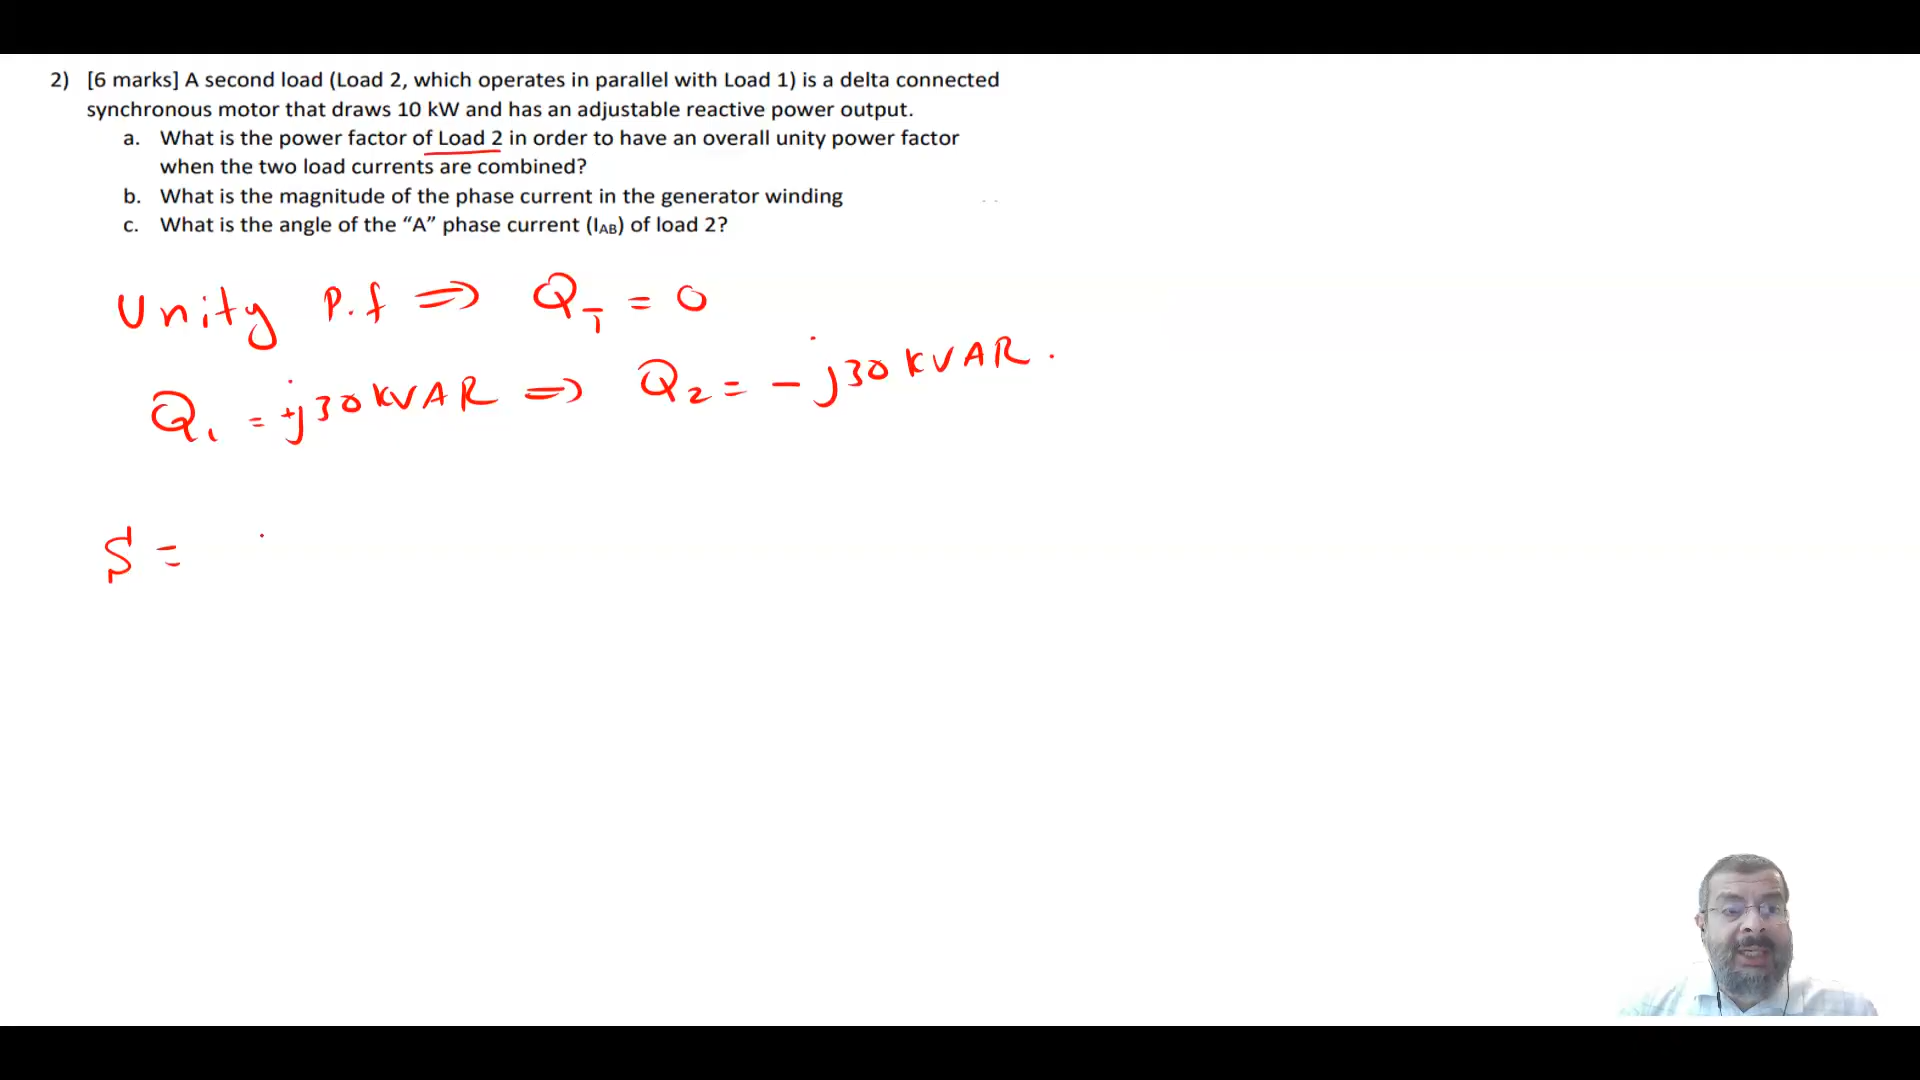 2) [6 marks] A second load (Load 2, which operates in parallel with Load 1) is a delta connected
synchronous motor that draws 10 kW and has an adjustable reactive power output.
a. What is the power factor of Load 2 in order to have an overall unity power factor
when the two load currents are combined?
b. What is the magnitude of the phase current in the generator winding
c. What is the angle of the “A” phase current (IAB) of load 2?
Unity P.f ⇒ QT = 0
Q1 = +j30KVAR ⇒ Q2 = -j30KVAR.
S =